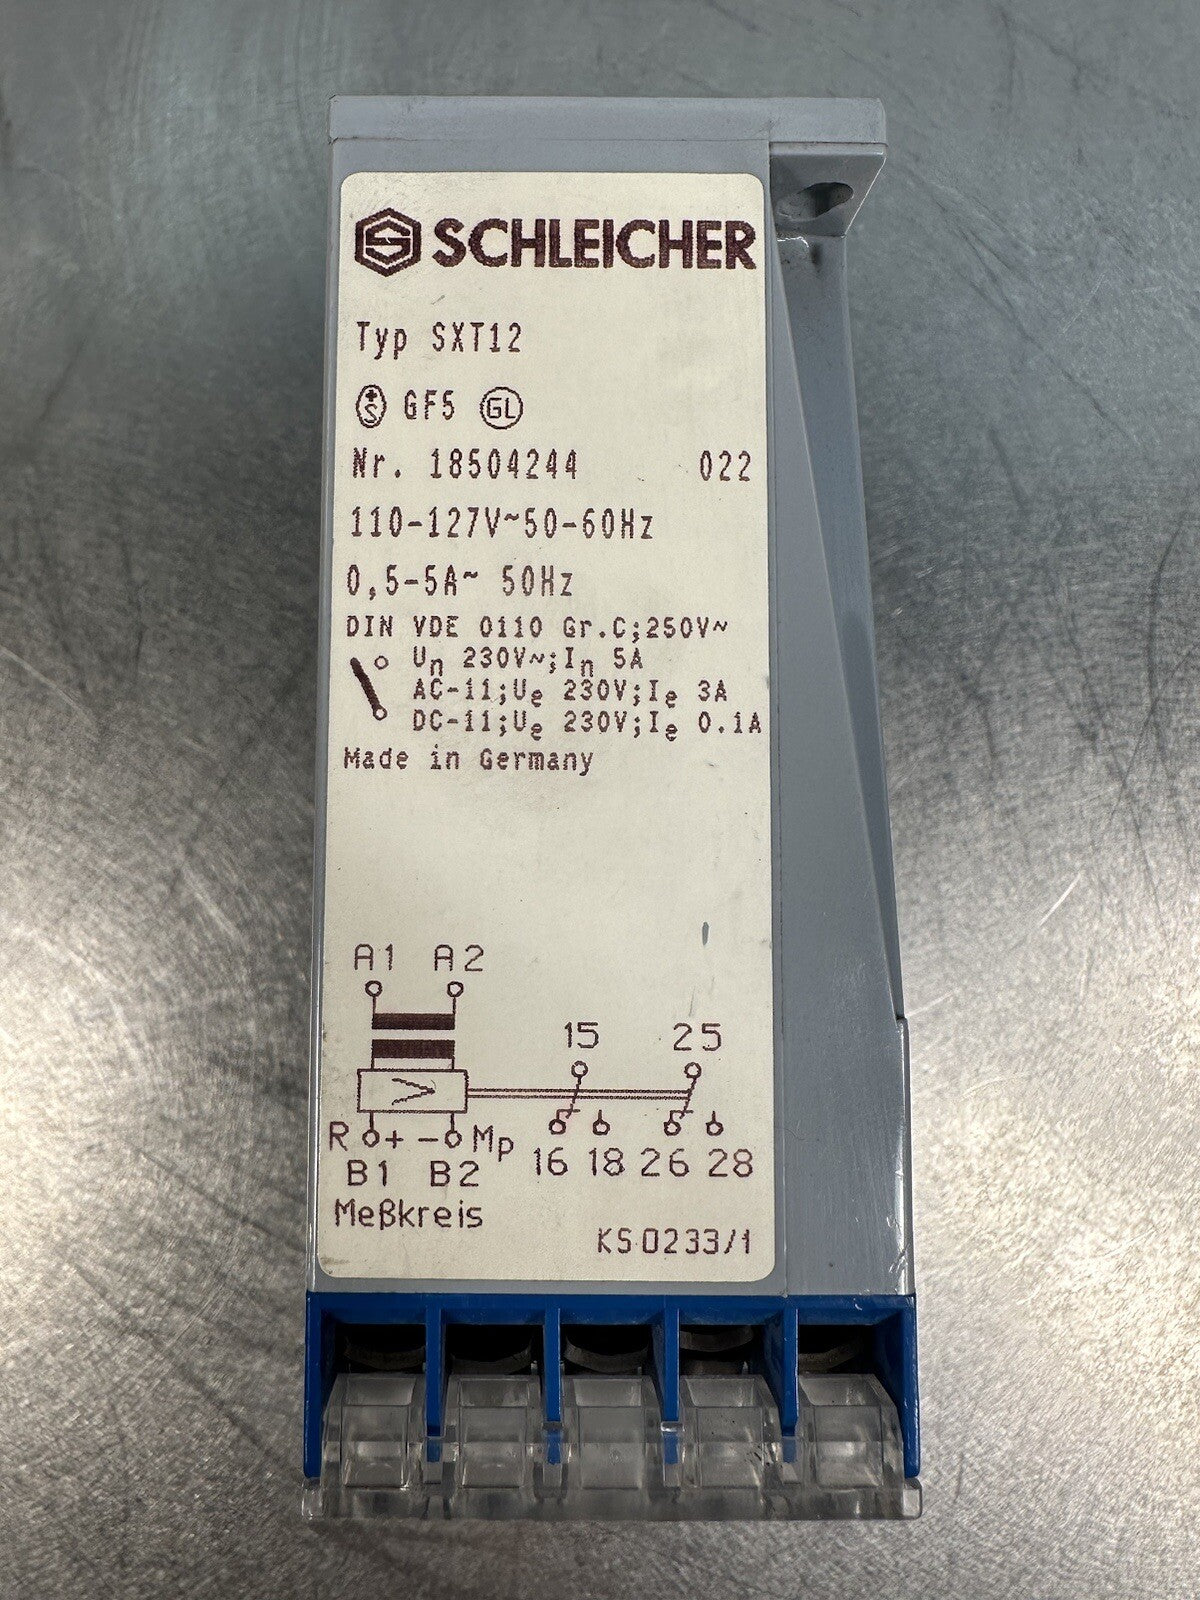 SCHLEICHER
Typ SXT12
S GF5 GL
Nr. 18504244 022
110-127V~50-60Hz
0,5-5A~ 50Hz
DIN VDE 0110 Gr.C;250V~
Un 230V~;In 5A
AC-11;Ue 230V;Ie 3A
DC-11;Ue 230V;Ie 0.1A
Made in Germany
A1 A2
15 25
>
R + - Mp
B1 B2
16 18 26 28
Meßkreis
KS 0233/1